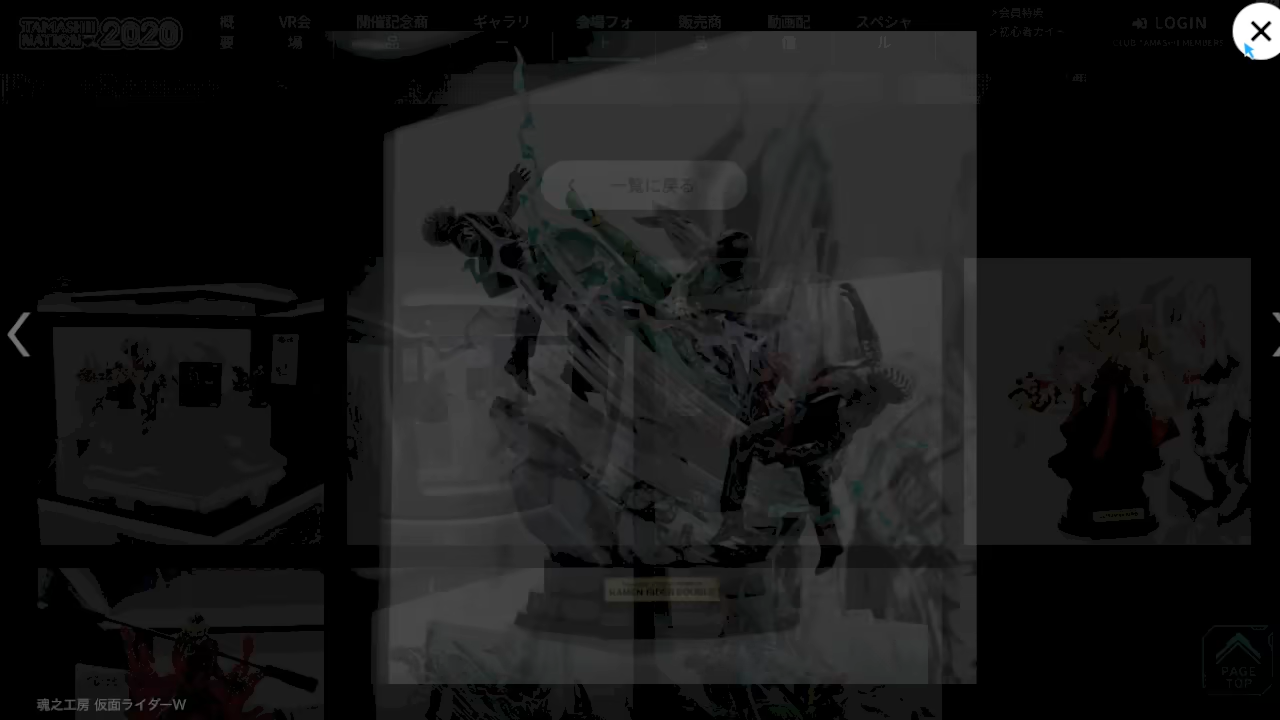 TAMASHII NATION 2020
概要
VR会場
開催記念商品
ギャラリー
会場フォト
販売商品
動画配信
スペシャル
>会員特典
>初心者ガイド
LOGIN
CLUB TAMASHII MEMBERS
一覧に戻る
KAMEN RIDER DOUBLE
PAGE TOP
魂之工房 仮面ライダーW